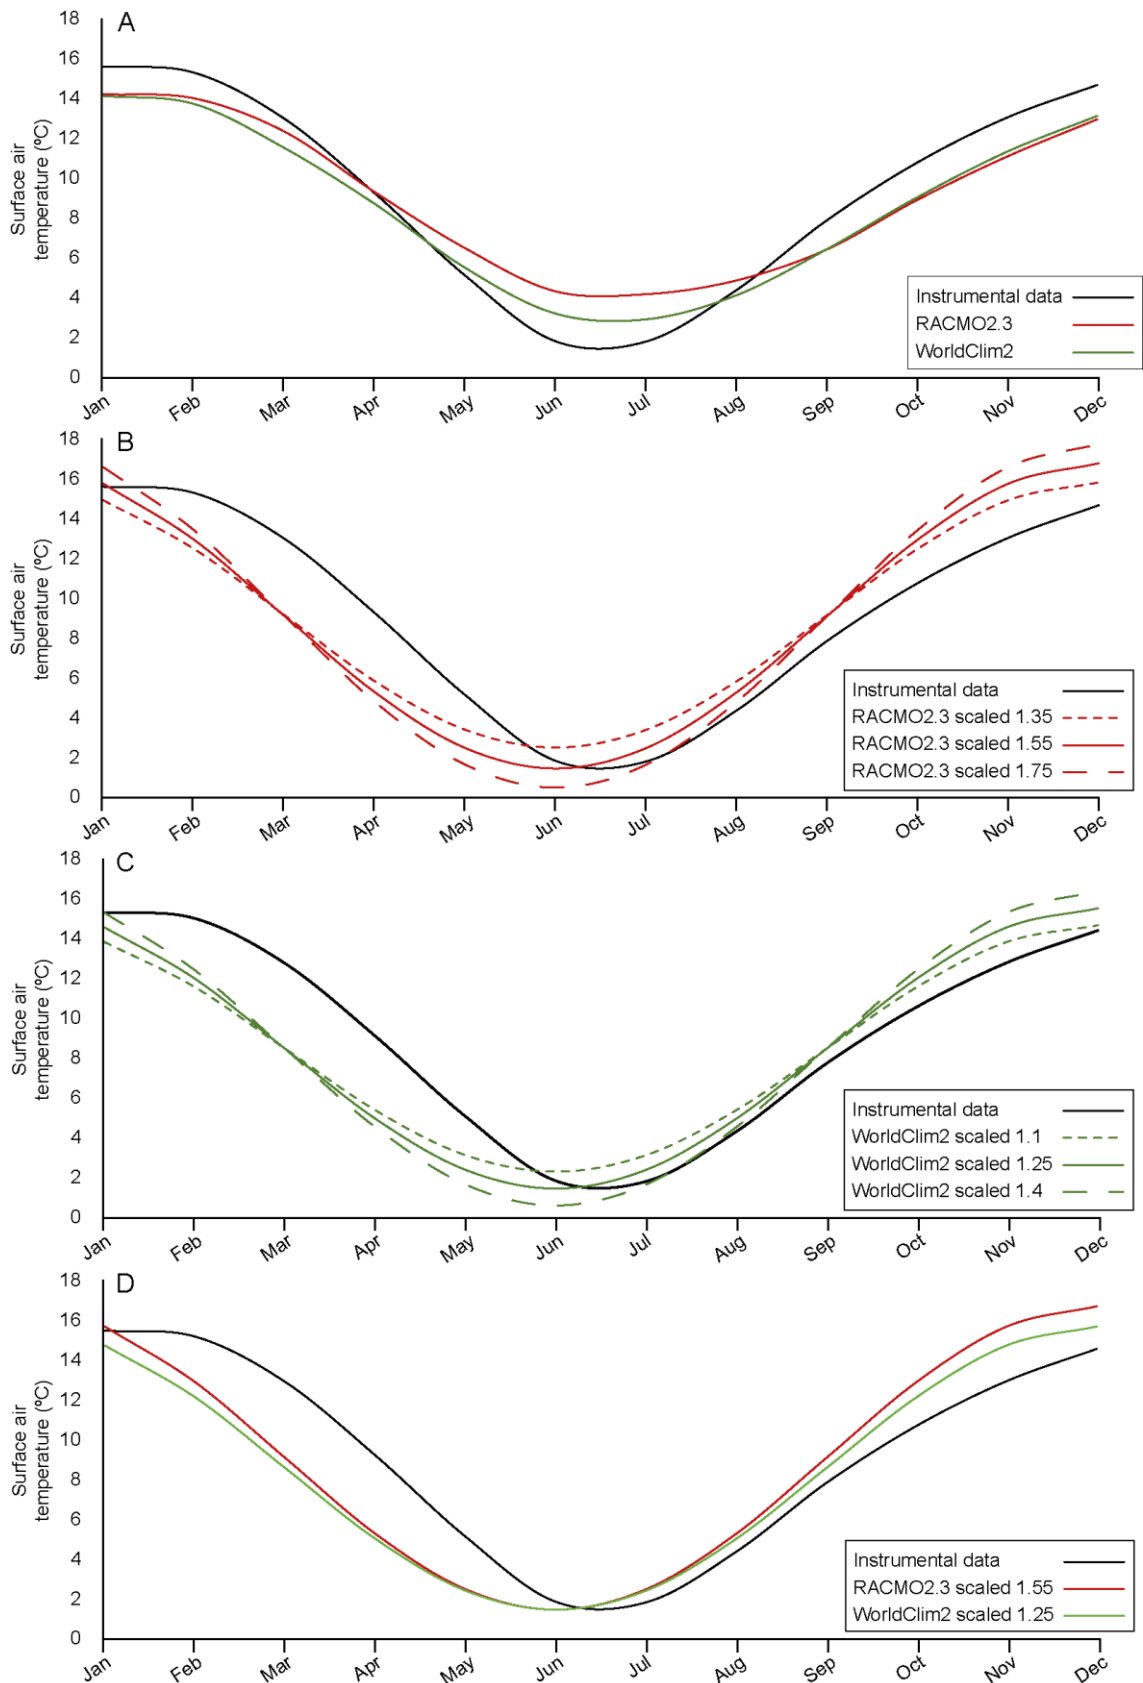 A
18
16
14
12
10
8
6
4
2
0
Surface air
temperature (ºC)
Instrumental data
RACMO2.3
WorldClim2
Jan Feb Mar Apr May Jun Jul Aug Sep Oct Nov Dec
B
18
16
14
12
10
8
6
4
2
0
Surface air
temperature (ºC)
Instrumental data
RACMO2.3 scaled 1.35
RACMO2.3 scaled 1.55
RACMO2.3 scaled 1.75
Jan Feb Mar Apr May Jun Jul Aug Sep Oct Nov Dec
C
18
16
14
12
10
8
6
4
2
0
Surface air
temperature (ºC)
Instrumental data
WorldClim2 scaled 1.1
WorldClim2 scaled 1.25
WorldClim2 scaled 1.4
Jan Feb Mar Apr May Jun Jul Aug Sep Oct Nov Dec
D
18
16
14
12
10
8
6
4
2
0
Surface air
temperature (ºC)
Instrumental data
RACMO2.3 scaled 1.55
WorldClim2 scaled 1.25
Jan Feb Mar Apr May Jun Jul Aug Sep Oct Nov Dec